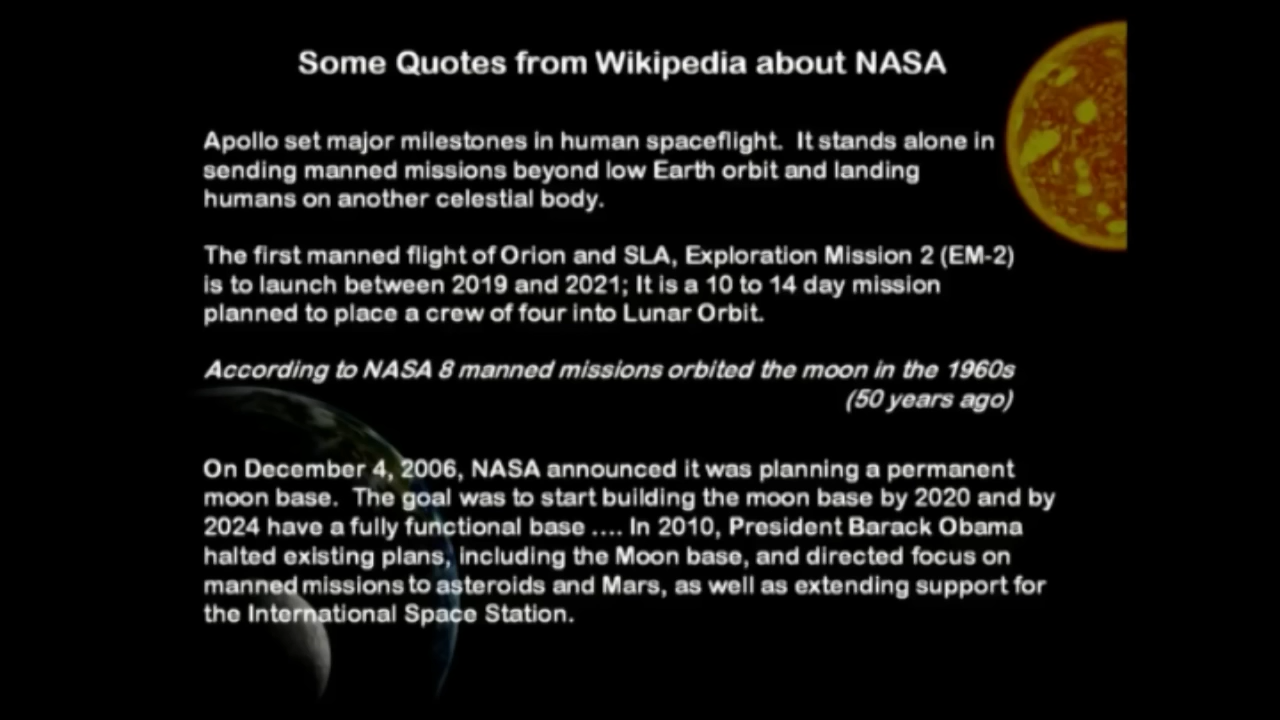 Some Quotes from Wikipedia about NASA
Apollo set major milestones in human spaceflight. It stands alone in
sending manned missions beyond low Earth orbit and landing
humans on another celestial body.
The first manned flight of Orion and SLA, Exploration Mission 2 (EM-2)
is to launch between 2019 and 2021; It is a 10 to 14 day mission
planned to place a crew of four into Lunar Orbit.
According to NASA 8 manned missions orbited the moon in the 1960s
(50 years ago)
On December 4, 2006, NASA announced it was planning a permanent
moon base. The goal was to start building the moon base by 2020 and by
2024 have a fully functional base .... In 2010, President Barack Obama
halted existing plans, including the Moon base, and directed focus on
manned missions to asteroids and Mars, as well as extending support for
the International Space Station.